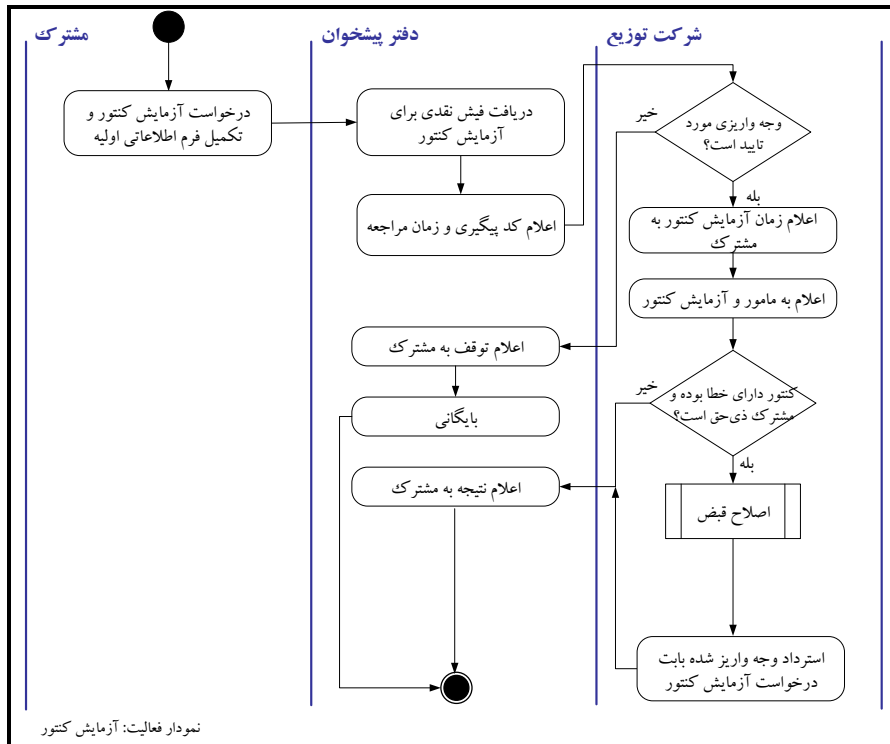 شرکت توزیع
دفتر پیشخوان
مشترک
درخواست آزمایش کنتور و
تکمیل فرم اطلاعاتی اولیه
دریافت فیش نقدی برای
آزمایش کنتور
اعلام کد پیگیری و زمان مراجعه
وجه واریزی مورد
تایید است؟
خیر
بله
اعلام زمان آزمایش کنتور به
مشترک
اعلام به مامور و آزمایش کنتور
اعلام توقف به مشترک
بایگانی
کنتور دارای خطا بوده و
مشترک ذی‌حق است؟
خیر
بله
اصلاح قبض
اعلام نتیجه به مشترک
استرداد وجه واریز شده بابت
درخواست آزمایش کنتور
نمودار فعالیت: آزمایش کنتور